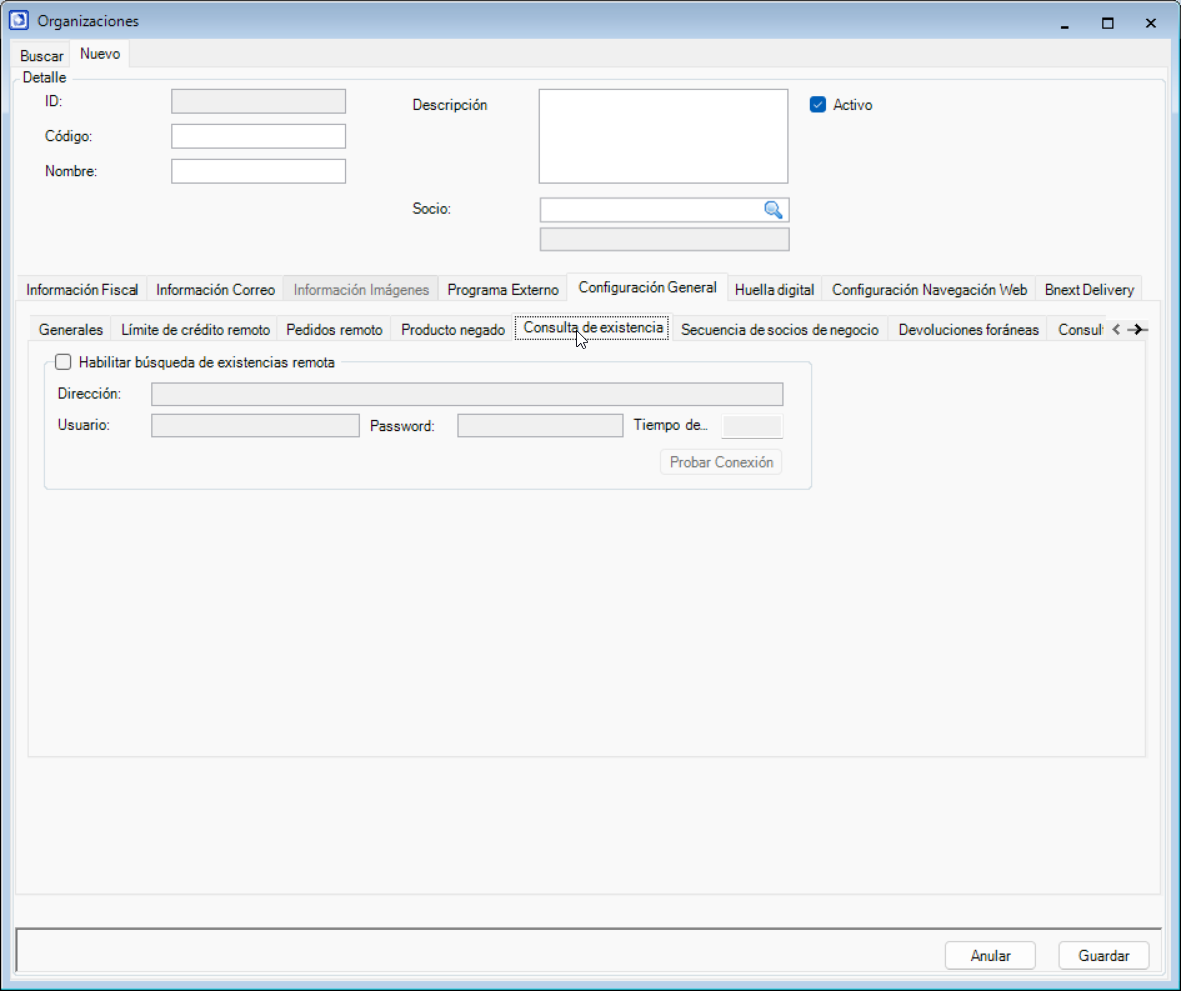 Organizaciones
Buscar Nuevo
Detalle
ID:
Descripción
Activo
Código:
Nombre:
Socio:
Información Fiscal Información Correo Información Imágenes Programa Externo Configuración General Huella digital Configuración Navegación Web Bnext Delivery
Generales Límite de crédito remoto Pedidos remoto Producto negado Consulta de existencia Secuencia de socios de negocio Devoluciones foráneas Consul
Habilitar búsqueda de existencias remota
Dirección:
Usuario: Password: Tiempo de...
Probar Conexión
Anular Guardar